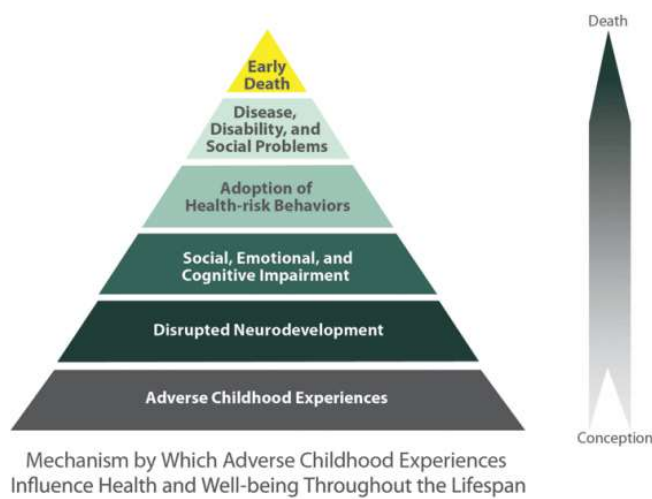 Death
Early
Death
Disease,
Disability, and
Social Problems
Adoption of
Health-risk Behaviors
Social, Emotional, and
Cognitive Impairment
Disrupted Neurodevelopment
Adverse Childhood Experiences
Conception
Mechanism by Which Adverse Childhood Experiences
Influence Health and Well-being Throughout the Lifespan